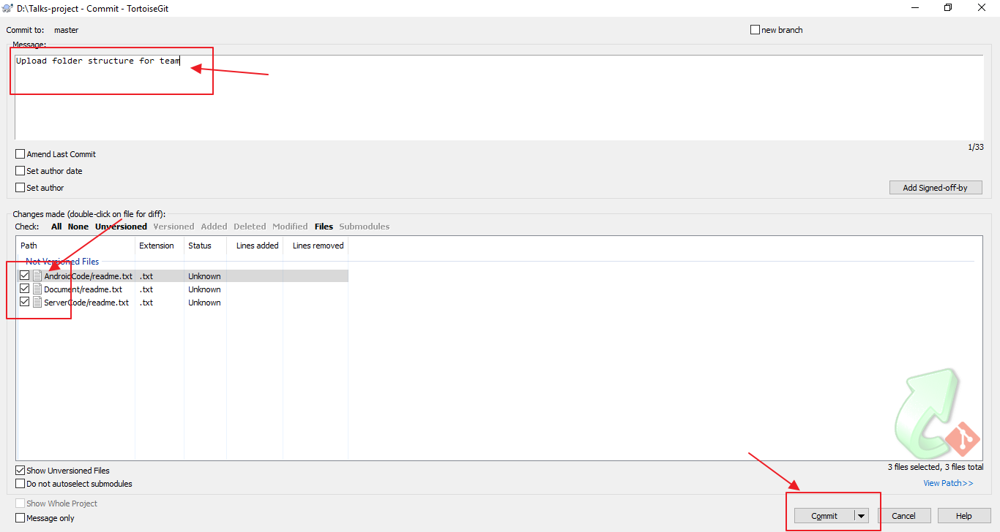 D:\Talks-project - Commit - TortoiseGit
Commit to: master
new branch
Message:
Upload folder structure for team
1/33
Amend Last Commit
Set author date
Set author
Add Signed-off-by
Changes made (double-click on file for diff):
Check: All None Unversioned Versioned Added Deleted Modified Files Submodules
Path Extension Status Lines added Lines removed
Not Versioned Files
AndroidCode/readme.txt .txt Unknown
Document/readme.txt .txt Unknown
ServerCode/readme.txt .txt Unknown
Show Unversioned Files
3 files selected, 3 files total
Do not autoselect submodules
View Patch>>
Show Whole Project
Message only
Commit Cancel Help